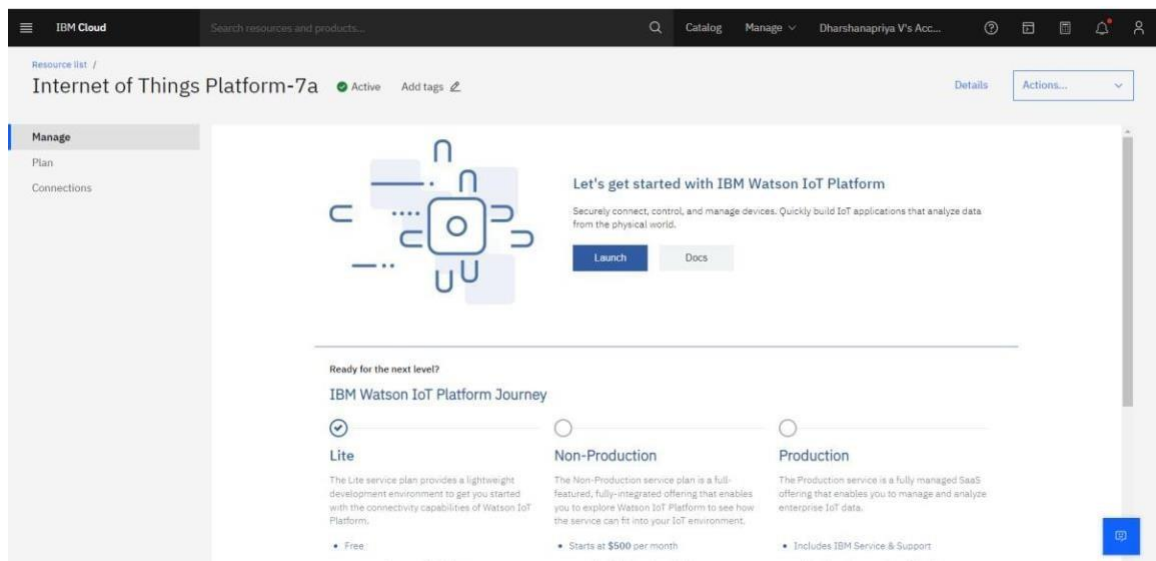 IBM Cloud
Search resources and products...
Catalog
Manage
Dharshanapriya V's Acc...
Resource list /
Internet of Things Platform-7a
Active
Add tags
Details
Actions...
Manage
Plan
Connections
Let's get started with IBM Watson IoT Platform
Securely connect, control, and manage devices. Quickly build IoT applications that analyze data
from the physical world.
Launch
Docs
Ready for the next level?
IBM Watson IoT Platform Journey
Lite
The Lite service plan provides a lightweight
development environment to get you started
with the connectivity capabilities of Watson IoT
Platform.
• Free
Non-Production
The Non-Production service plan is a full-
featured, fully-integrated offering that enables
you to explore Watson IoT Platform to see how
the service can fit into your IoT environment.
• Starts at $500 per month
Production
The Production service is a fully managed SaaS
offering that enables you to manage and analyze
enterprise IoT data.
• Includes IBM Service & Support